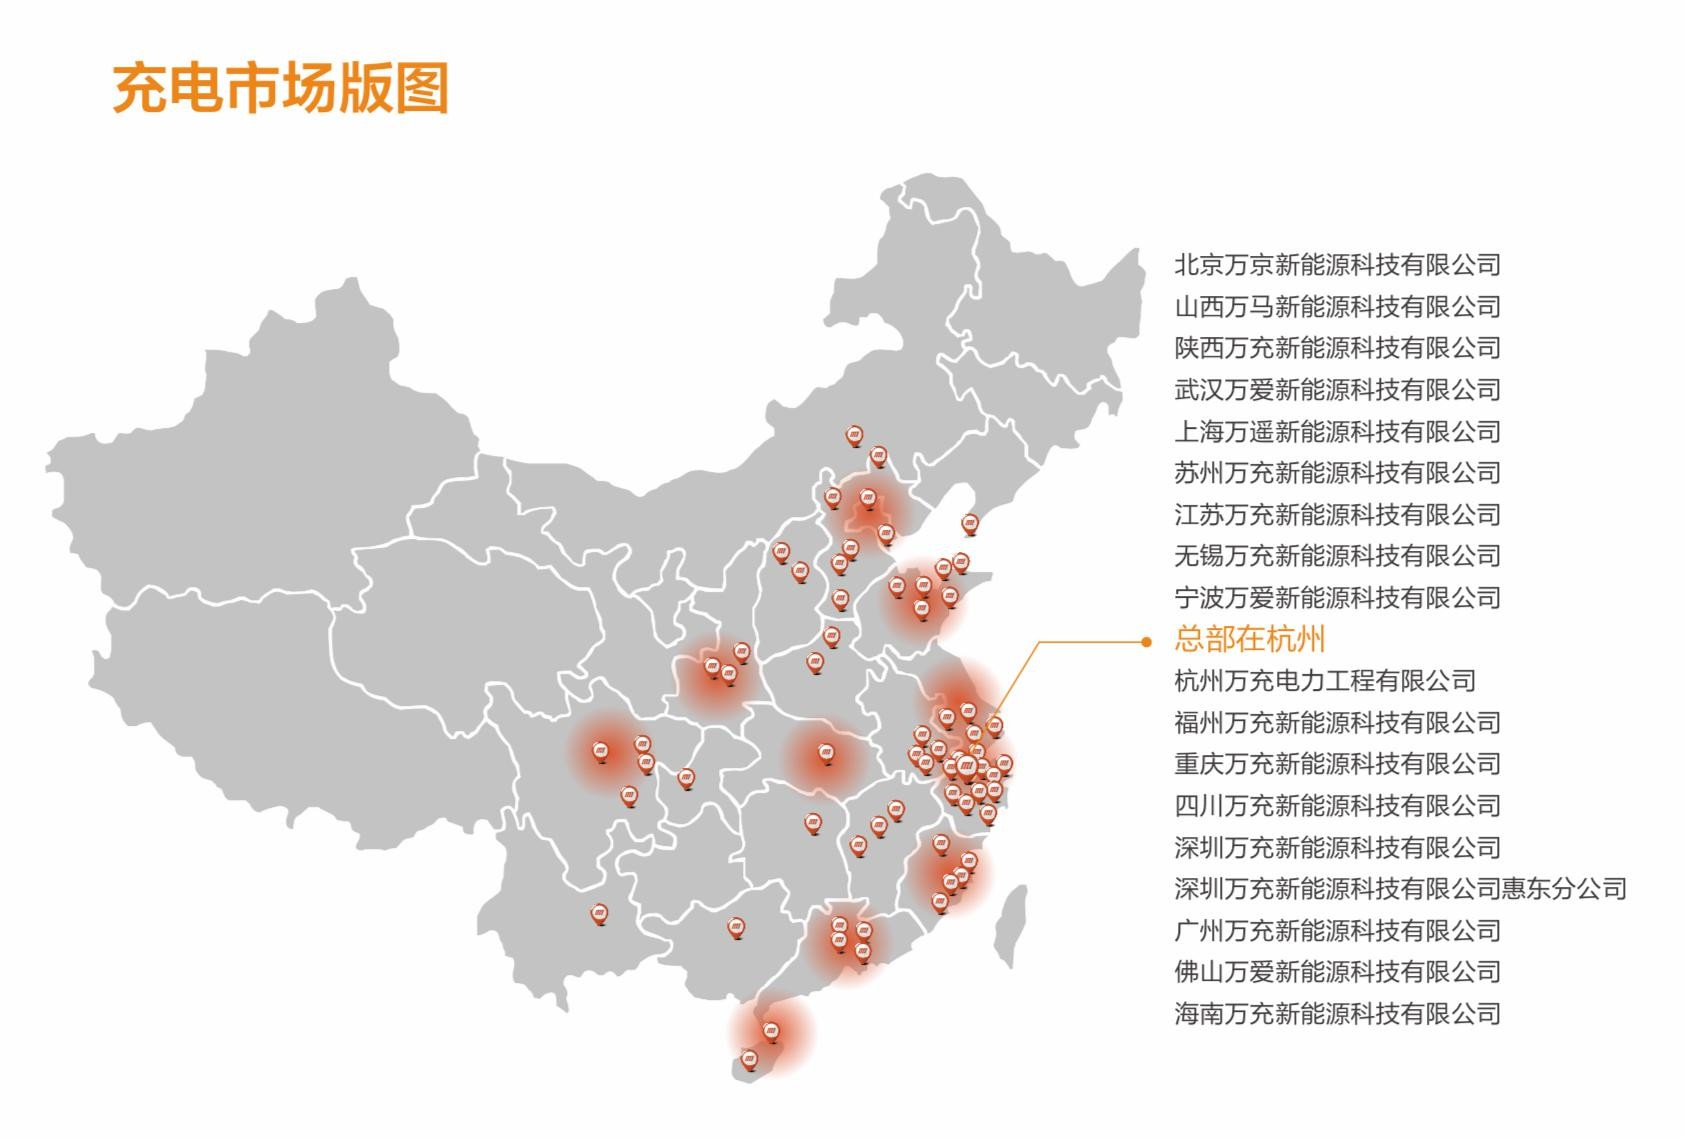 充电市场版图
北京万京新能源科技有限公司
山西万马新能源科技有限公司
陕西万充新能源科技有限公司
武汉万爱新能源科技有限公司
上海万遥新能源科技有限公司
苏州万充新能源科技有限公司
江苏万充新能源科技有限公司
无锡万充新能源科技有限公司
宁波万爱新能源科技有限公司
总部在杭州
杭州万充电力工程有限公司
福州万充新能源科技有限公司
重庆万充新能源科技有限公司
四川万充新能源科技有限公司
深圳万充新能源科技有限公司
深圳万充新能源科技有限公司惠东分公司
广州万充新能源科技有限公司
佛山万爱新能源科技有限公司
海南万充新能源科技有限公司